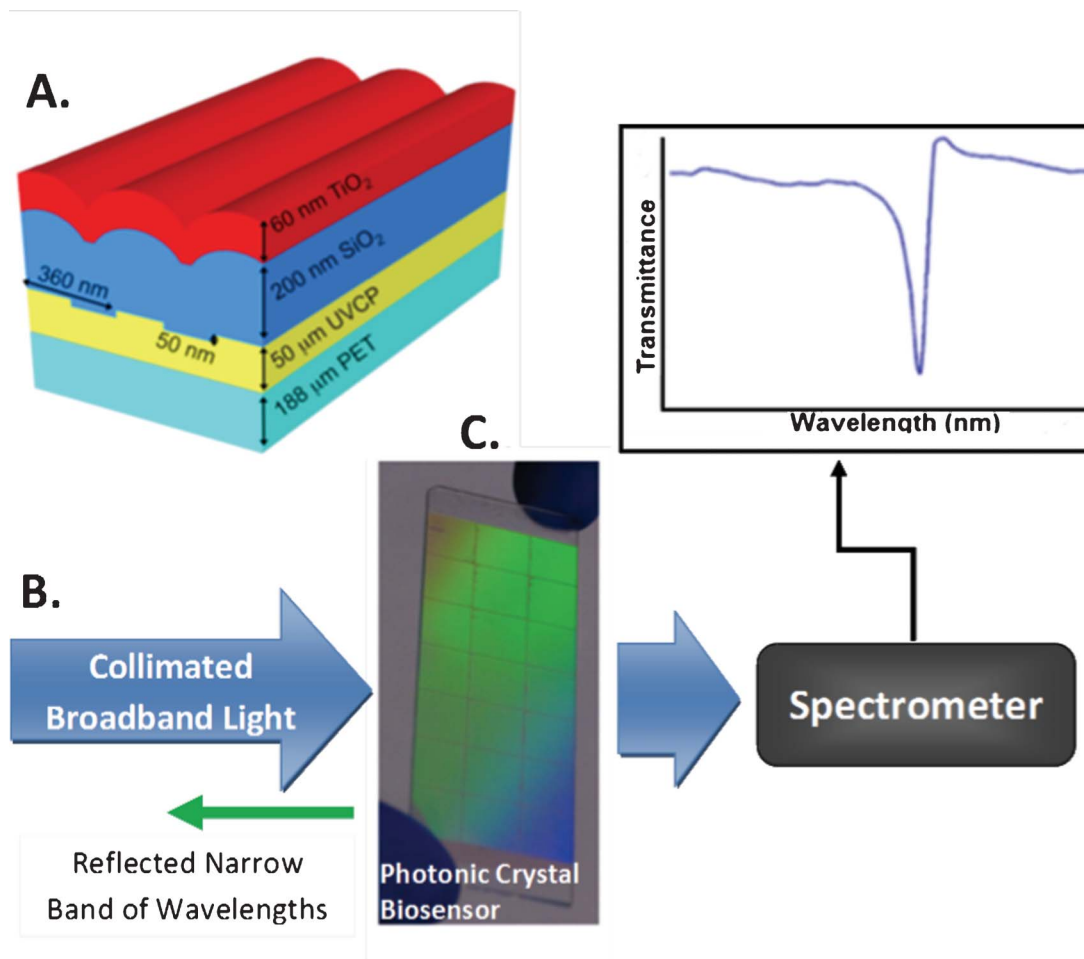 A.
60 nm TiO₂
200 nm SiO₂
360 nm
50 nm
50 μm UVCP
188 μm PET
Transmittance
Wavelength (nm)
C.
B.
Collimated
Broadband Light
Spectrometer
Reflected Narrow
Band of Wavelengths
Photonic Crystal
Biosensor